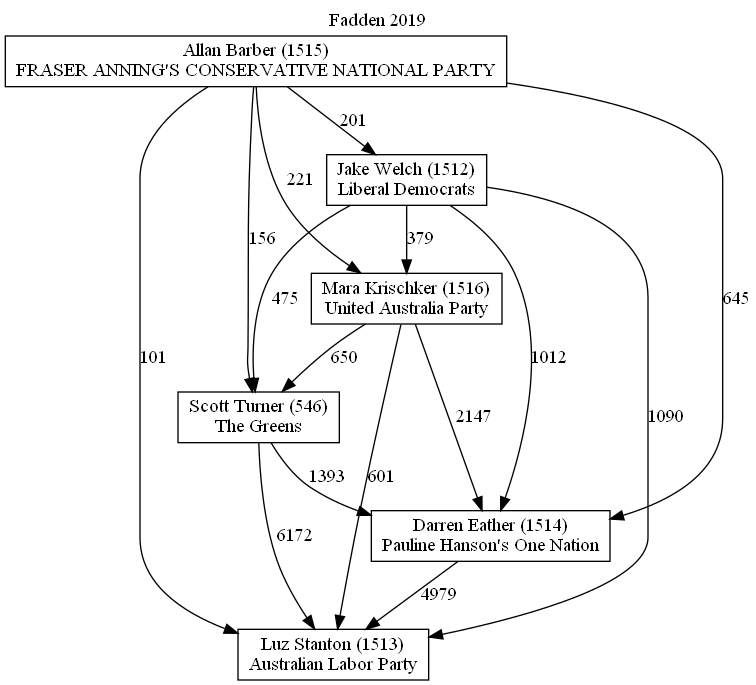 Fadden 2019
Allan Barber (1515)
FRASER ANNING'S CONSERVATIVE NATIONAL PARTY
201
Jake Welch (1512)
Liberal Democrats
221
156
379
475
645
Mara Krischker (1516)
United Australia Party
101
650
1012
Scott Turner (546)
The Greens
2147
1090
1393
601
Darren Eather (1514)
Pauline Hanson's One Nation
6172
4979
Luz Stanton (1513)
Australian Labor Party